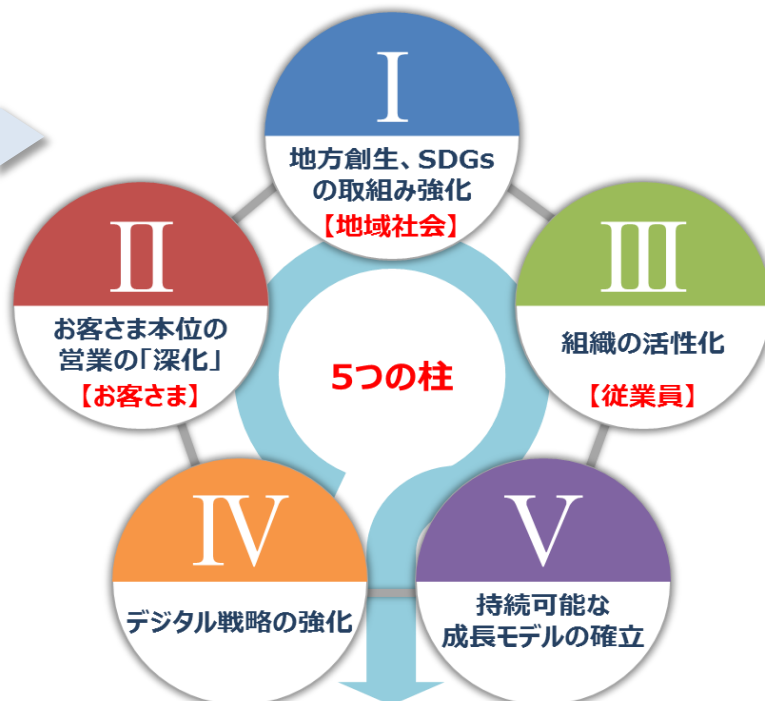 Ⅰ
地方創生、SDGs
の取組み強化
【地域社会】
Ⅱ
お客さま本位の
営業の「深化」
【お客さま】
Ⅲ
組織の活性化
【従業員】
5つの柱
Ⅳ
デジタル戦略の強化
Ⅴ
持続可能な
成長モデルの確立